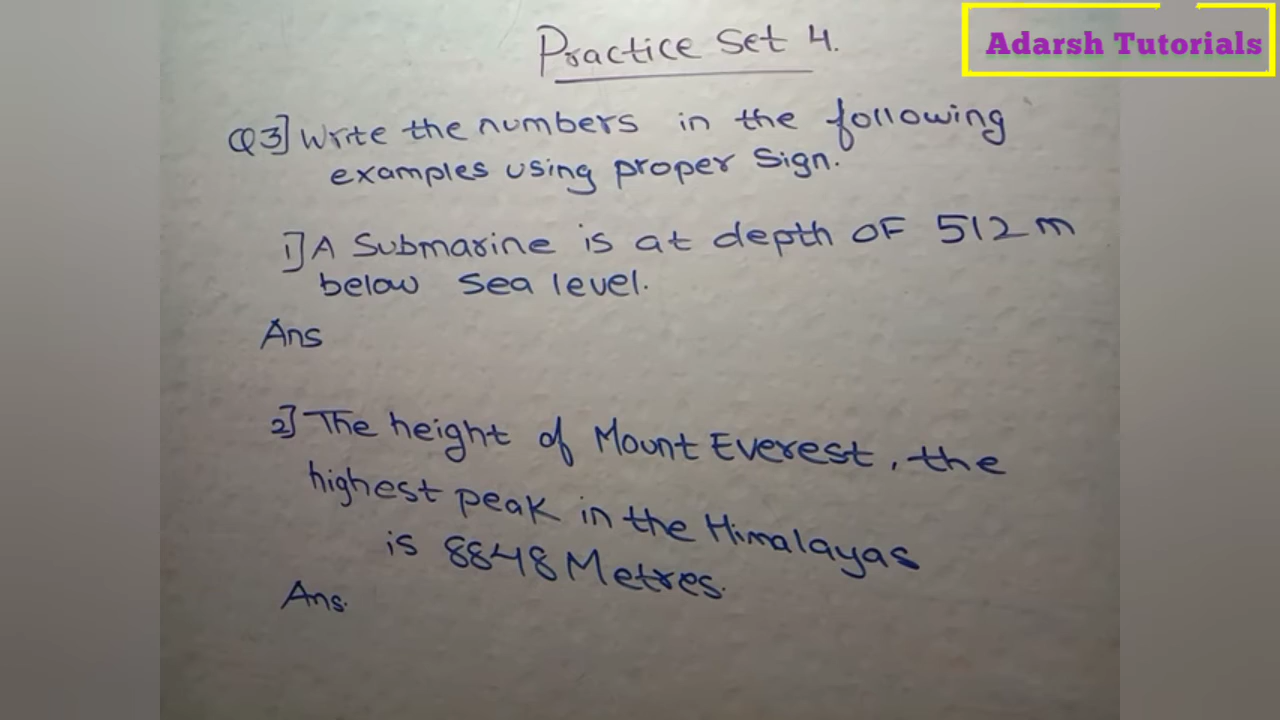 Practice Set 4.
Adarsh Tutorials
Q3] Write the numbers in the following
examples using proper Sign.
1] A Submarine is at depth OF 512 m
below sea level.
Ans
2] The height of Mount Everest, the
highest peak in the Himalayas
is 8848 Metres.
Ans.